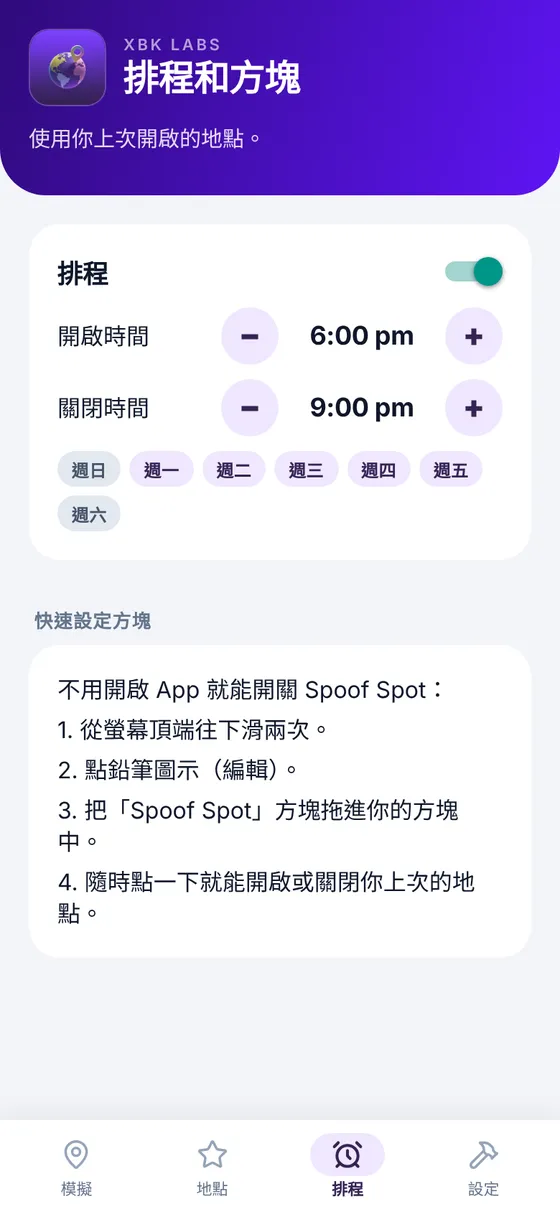 XBK LABS
排程和方塊
使用你上次開啟的地點。
排程
開啟時間 − 6:00 pm +
關閉時間 − 9:00 pm +
週日 週一 週二 週三 週四 週五
週六
快速設定方塊
不用開啟 App 就能開關 Spoof Spot：
1. 從螢幕頂端往下滑兩次。
2. 點鉛筆圖示（編輯）。
3. 把「Spoof Spot」方塊拖進你的方塊
中。
4. 隨時點一下就能開啟或關閉你上次的地
點。
模擬 地點 排程 設定